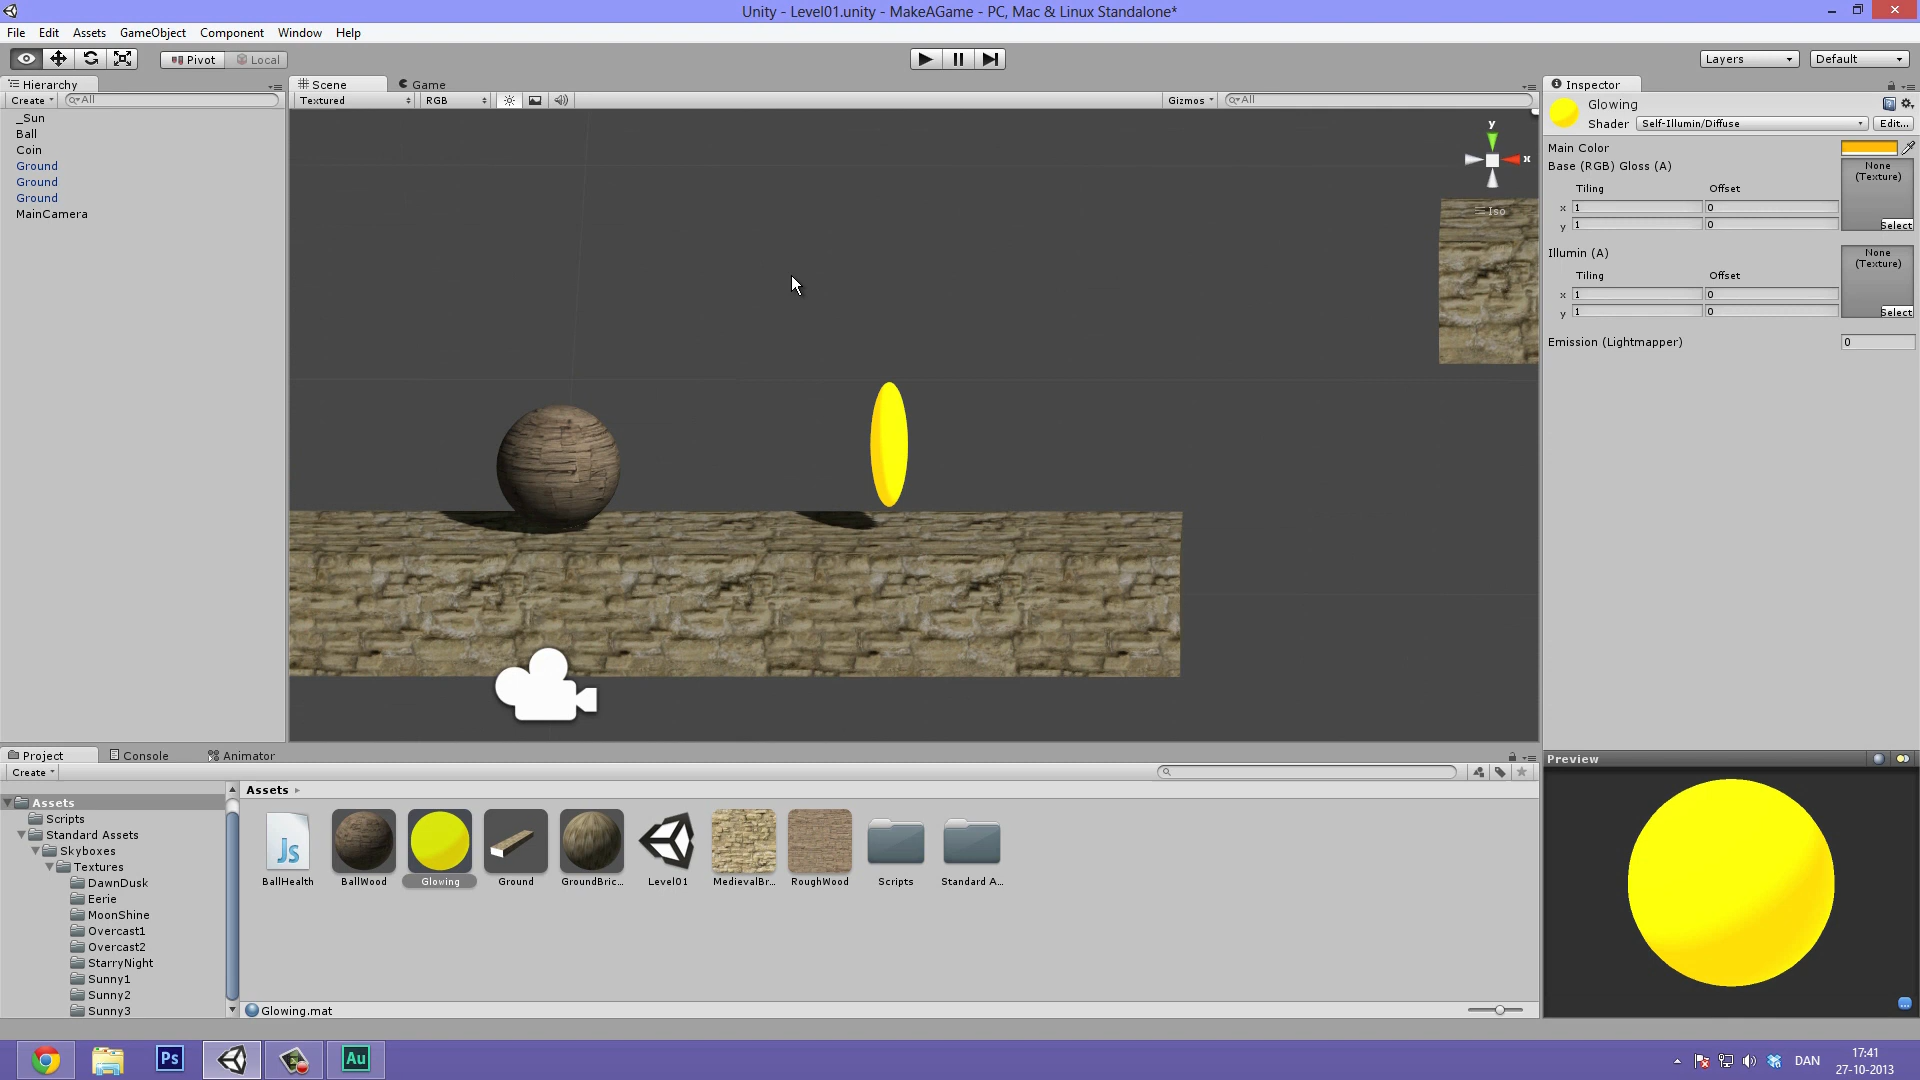 Unity - Level01.unity - MakeAGame - PC, Mac & Linux Standalone*
File Edit Assets GameObject Component Window Help
Pivot Local Layers Default
Hierarchy
Create All
_Sun
Ball
Coin
Ground
Ground
Ground
MainCamera
Scene Game
Textured RGB Gizmos All
y
x
Iso
Inspector
Glowing
Shader Self-Illumin/Diffuse Edit...
Main Color
Base (RGB) Gloss (A) None (Texture)
Tiling Offset
x 1 0
y 1 0 Select
Illumin (A) None (Texture)
Tiling Offset
x 1 0
y 1 0 Select
Emission (Lightmapper) 0
Project Console Animator
Create
Assets
Scripts
Standard Assets
Skyboxes
Textures
DawnDusk
Eerie
MoonShine
Overcast1
Overcast2
StarryNight
Sunny1
Sunny2
Sunny3
Assets
Js
BallHealth BallWood Glowing Ground GroundBric... Level01 MedievalBr... RoughWood Scripts Standard A...
Glowing.mat
Preview
Ps Au
DAN
17:41
27-10-2013